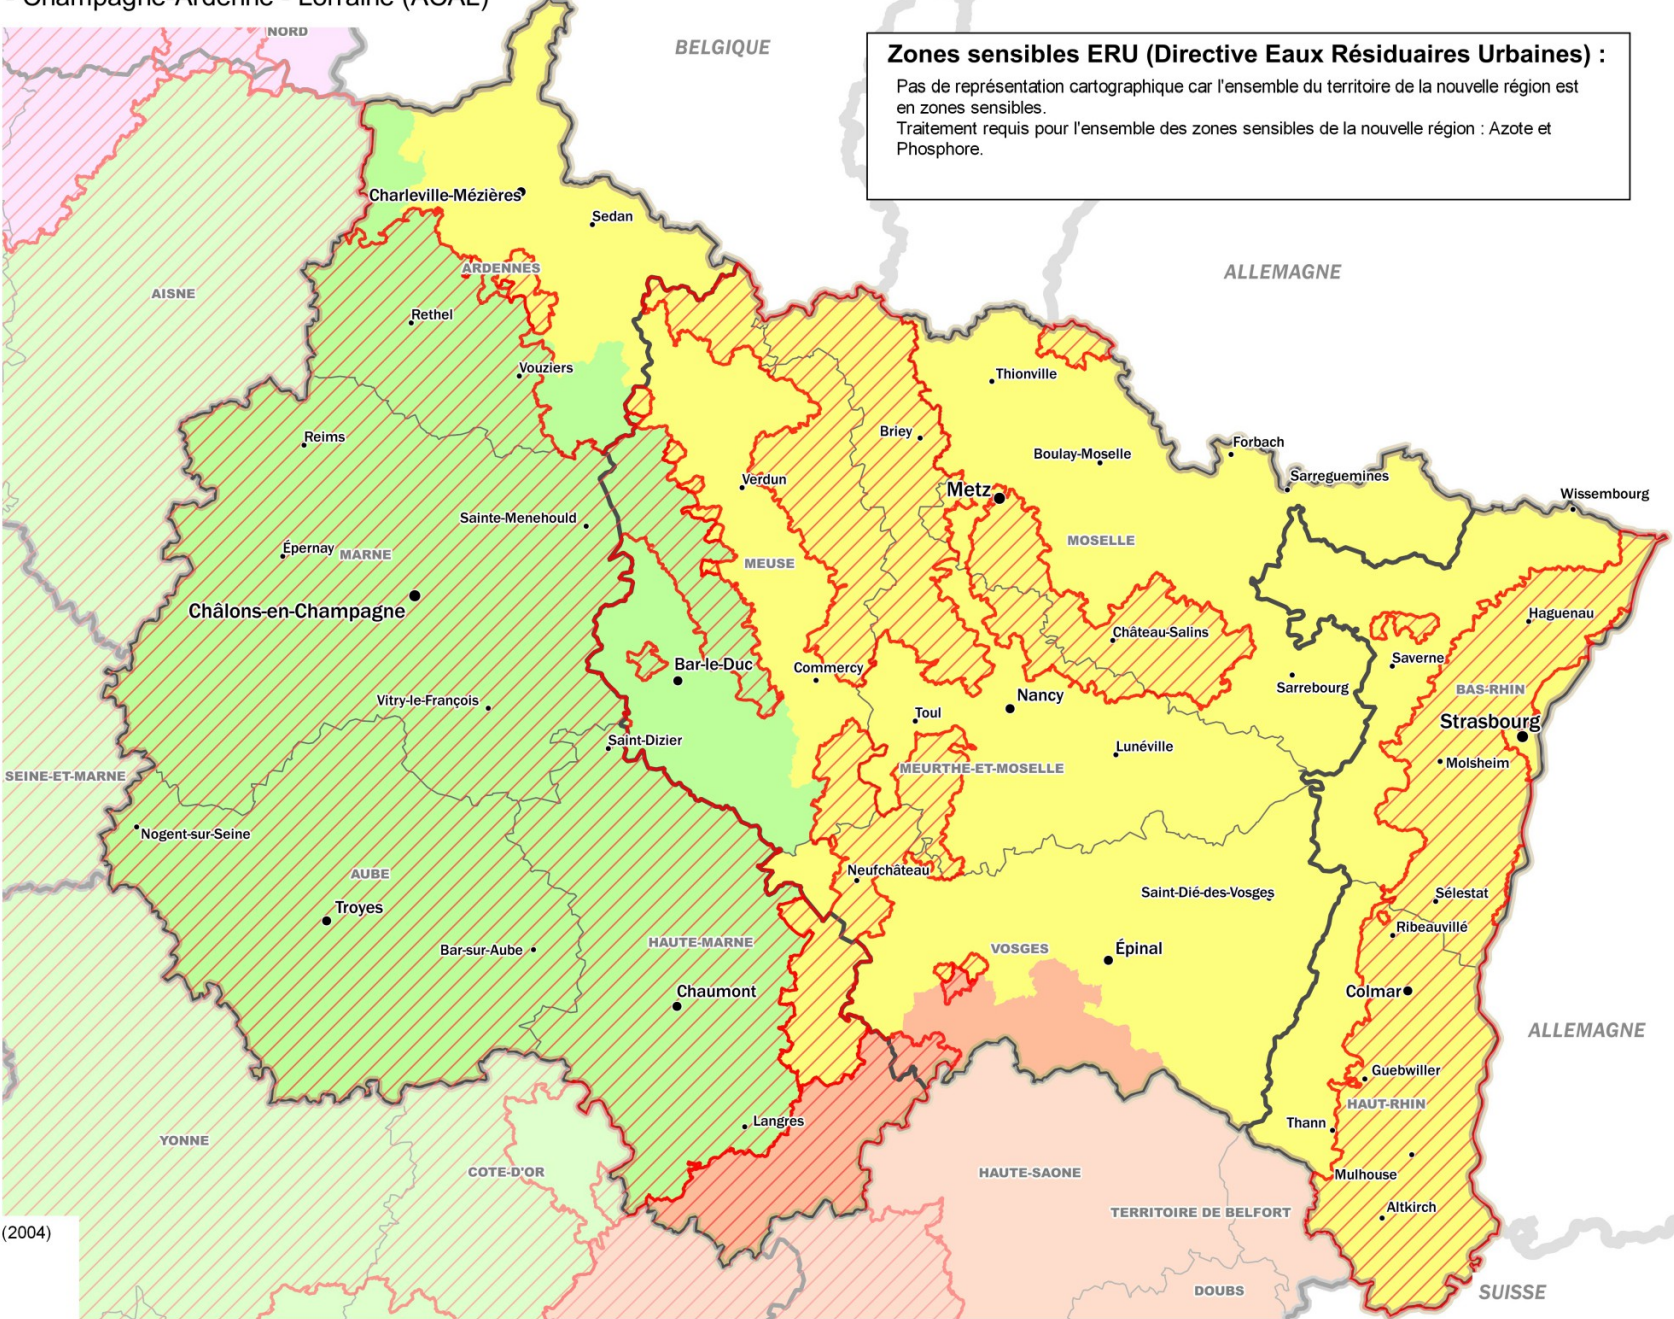 - Champagne-Ardenne - Lorraine (ACAL)
NORD
BELGIQUE
Zones sensibles ERU (Directive Eaux Résiduaires Urbaines) :
Pas de représentation cartographique car l'ensemble du territoire de la nouvelle région est
en zones sensibles.
Traitement requis pour l'ensemble des zones sensibles de la nouvelle région : Azote et
Phosphore.
Charleville-Mézières
Sedan
ARDENNES
ALLEMAGNE
AISNE
Rethel
Vouziers
Thionville
Reims
Briey
Forbach
Boulay-Moselle
Verdun
Metz
Sarreguemines
Wissembourg
Sainte-Menehould
Épernay
MARNE
MOSELLE
MEUSE
Châlons-en-Champagne
Haguenau
Château-Salins
Bar-le-Duc
Commercy
Saverne
Sarrebourg
BAS-RHIN
Vitry-le-François
Nancy
Toul
Strasbourg
Saint-Dizier
Lunéville
SEINE-ET-MARNE
MEURTHE-ET-MOSELLE
Molsheim
Nogent-sur-Seine
AUBE
Neufchâteau
Saint-Dié-des-Vosges
Sélestat
Troyes
Ribeauvillé
Bar-sur-Aube
HAUTE-MARNE
VOSGES
Épinal
Chaumont
Colmar
ALLEMAGNE
Guebwiller
HAUT-RHIN
Langres
Thann
YONNE
COTE-D'OR
HAUTE-SAONE
Mulhouse
TERRITOIRE DE BELFORT
Altkirch
(2004)
DOUBS
SUISSE